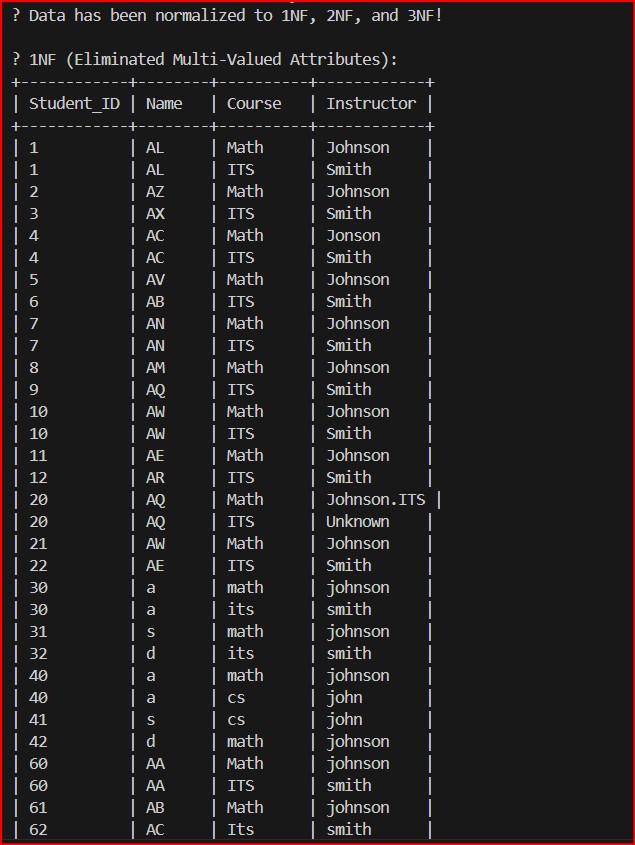 ? Data has been normalized to 1NF, 2NF, and 3NF!
? 1NF (Eliminated Multi-Valued Attributes):
+------------+--------+----------+------------+
| Student_ID | Name | Course | Instructor |
+------------+--------+----------+------------+
| 1 | AL | Math | Johnson |
| 1 | AL | ITS | Smith |
| 2 | AZ | Math | Johnson |
| 3 | AX | ITS | Smith |
| 4 | AC | Math | Jonson |
| 4 | AC | ITS | Smith |
| 5 | AV | Math | Johnson |
| 6 | AB | ITS | Smith |
| 7 | AN | Math | Johnson |
| 7 | AN | ITS | Smith |
| 8 | AM | Math | Johnson |
| 9 | AQ | ITS | Smith |
| 10 | AW | Math | Johnson |
| 10 | AW | ITS | Smith |
| 11 | AE | Math | Johnson |
| 12 | AR | ITS | Smith |
| 20 | AQ | Math | Johnson.ITS |
| 20 | AQ | ITS | Unknown |
| 21 | AW | Math | Johnson |
| 22 | AE | ITS | Smith |
| 30 | a | math | johnson |
| 30 | a | its | smith |
| 31 | s | math | johnson |
| 32 | d | its | smith |
| 40 | a | math | johnson |
| 40 | a | cs | john |
| 41 | s | cs | john |
| 42 | d | math | johnson |
| 60 | AA | Math | johnson |
| 60 | AA | ITS | smith |
| 61 | AB | Math | johnson |
| 62 | AC | Its | smith |